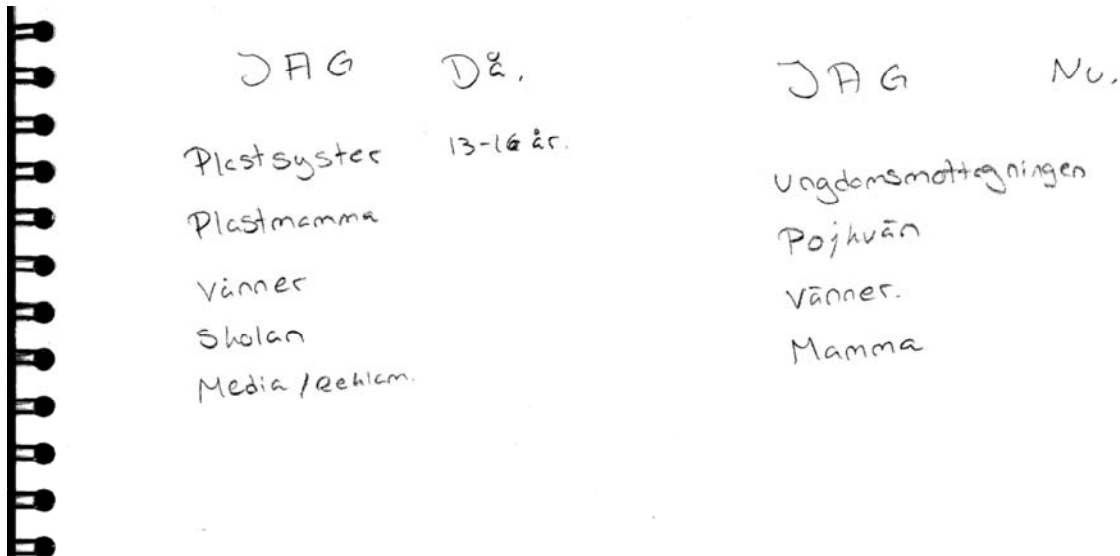 JAG Då.
13-16 år.
Plastsyster
Plastmamma
Vänner
Skolan
Media / Reklam.
JAG Nu.
Ungdomsmottagningen
Pojkvän
Vänner.
Mamma